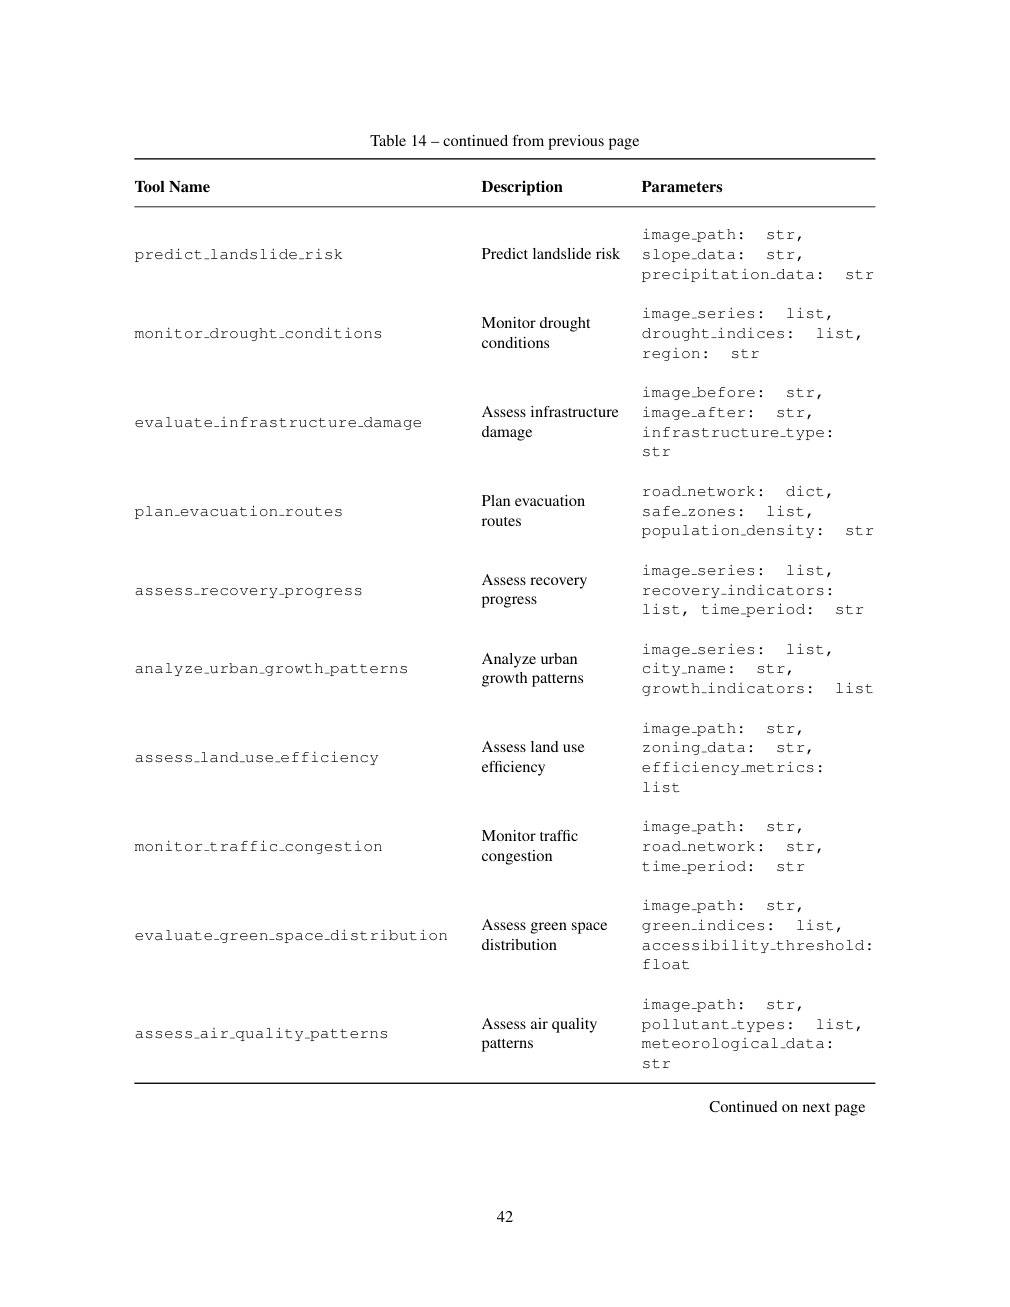 Table 14 – continued from previous page
Tool Name Description Parameters
predict_landslide_risk Predict landslide risk image_path: str,
slope_data: str,
precipitation_data: str
monitor_drought_conditions Monitor drought
conditions image_series: list,
drought_indices: list,
region: str
evaluate_infrastructure_damage Assess infrastructure
damage image_before: str,
image_after: str,
infrastructure_type:
str
plan_evacuation_routes Plan evacuation
routes road_network: dict,
safe_zones: list,
population_density: str
assess_recovery_progress Assess recovery
progress image_series: list,
recovery_indicators:
list, time_period: str
analyze_urban_growth_patterns Analyze urban
growth patterns image_series: list,
city_name: str,
growth_indicators: list
assess_land_use_efficiency Assess land use
efficiency image_path: str,
zoning_data: str,
efficiency_metrics:
list
monitor_traffic_congestion Monitor traffic
congestion image_path: str,
road_network: str,
time_period: str
evaluate_green_space_distribution Assess green space
distribution image_path: str,
green_indices: list,
accessibility_threshold:
float
assess_air_quality_patterns Assess air quality
patterns image_path: str,
pollutant_types: list,
meteorological_data:
str
Continued on next page
42